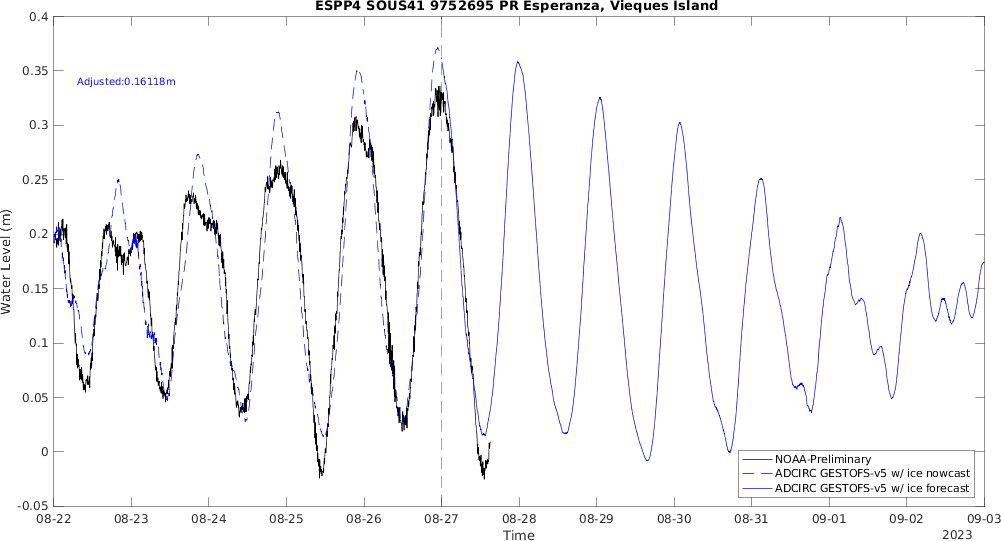 ESPP4 SOUS41 9752695 PR Esperanza, Vieques Island
0.4
0.35
0.3
0.25
0.2
0.15
0.1
0.05
0
-0.05
Water Level (m)
Adjusted:0.16118m
NOAA-Preliminary
ADCIRC GESTOFS-v5 w/ ice nowcast
ADCIRC GESTOFS-v5 w/ ice forecast
08-22 08-23 08-24 08-25 08-26 08-27 08-28 08-29 08-30 08-31 09-01 09-02 09-03
Time
2023